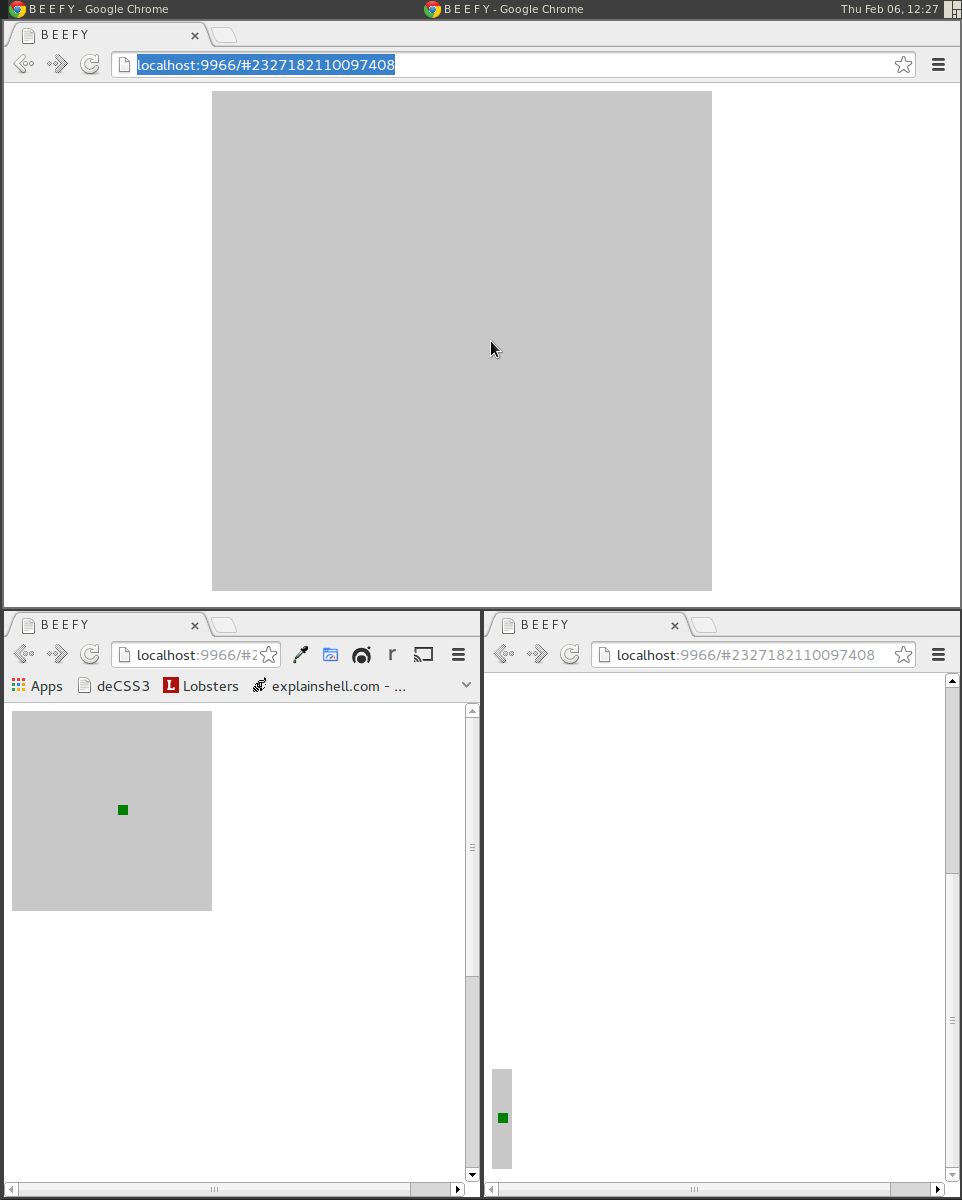 B E E F Y - Google Chrome B E E F Y - Google Chrome Thu Feb 06, 12:27
B E E F Y
localhost:9966/#2327182110097408
B E E F Y
localhost:9966/#2
r
Apps deCSS3 L Lobsters explainshell.com - ...
B E E F Y
localhost:9966/#2327182110097408